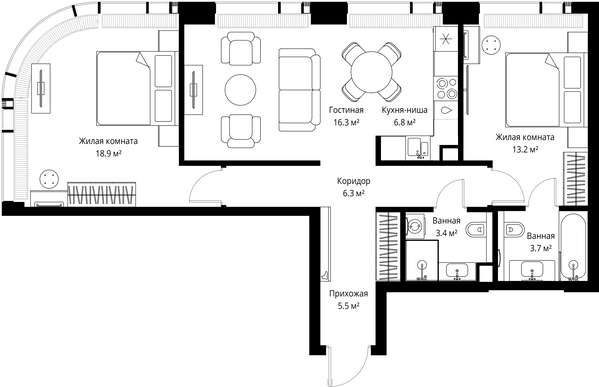 Жилая комната
18.9 м²
Гостиная
16.3 м²
Кухня-ниша
6.8 м²
Жилая комната
13.2 м²
Коридор
6.3 м²
Ванная
3.4 м²
Ванная
3.7 м²
Прихожая
5.5 м²